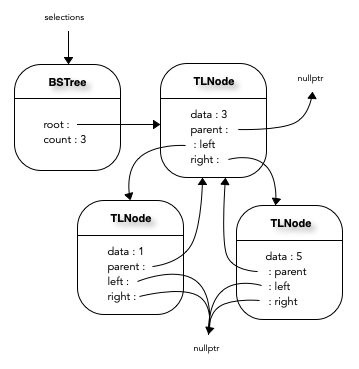 selections
BSTree
root :
count : 3
TLNode
data : 3
parent :
: left
right :
nullptr
TLNode
data : 1
parent :
left :
right :
TLNode
data : 5
: parent
: left
: right
nullptr